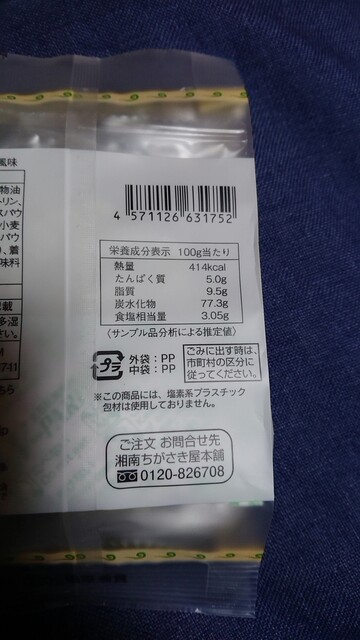 風味
物油
ーリン、
スパウ
小麦
パウ
)、着
味料
載
多湿
さい。
4 571126 631752
栄養成分表示 100g当たり
熱量 414kcal
たんぱく質 5.0g
脂質 9.5g
炭水化物 77.3g
食塩相当量 3.05g
〈サンプル品分析による推定値〉
プラ
外袋：PP
中袋：PP
ごみに出す時は、
市町村の区分に
従ってください。
※この商品には、塩素系プラスチック
包材は使用しておりません。
ご注文 お問合せ先
湘南ちがさき屋本舗
0120-826708